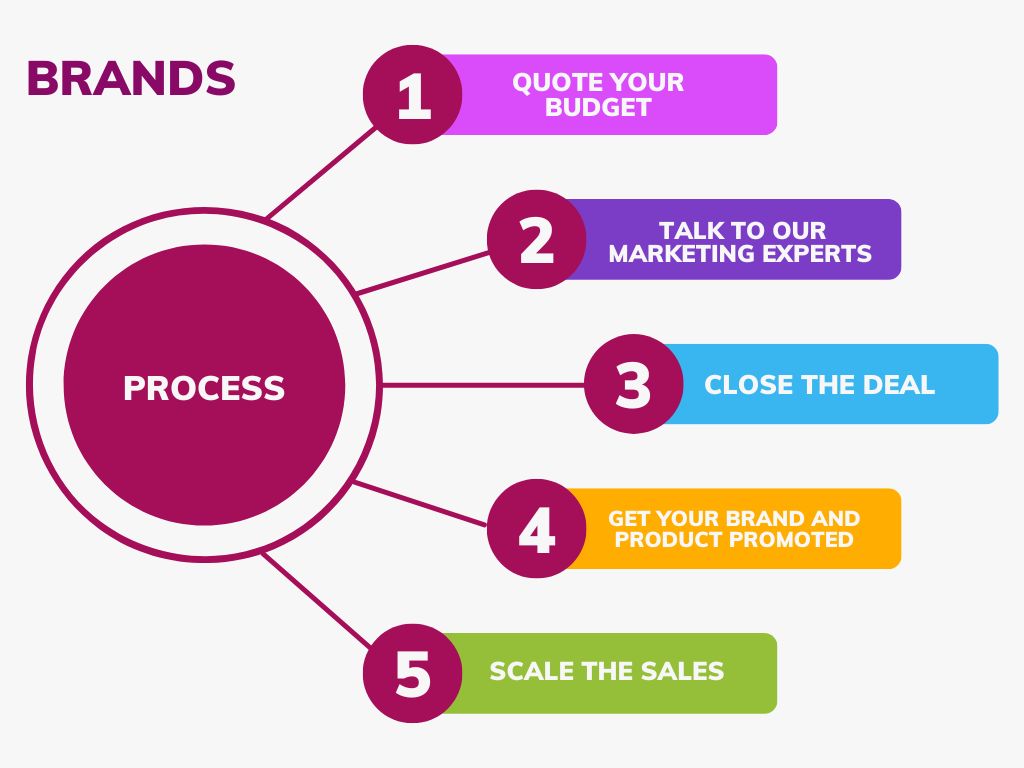 BRANDS
1
QUOTE YOUR
BUDGET
2
TALK TO OUR
MARKETING EXPERTS
PROCESS
3
CLOSE THE DEAL
4
GET YOUR BRAND AND
PRODUCT PROMOTED
5
SCALE THE SALES